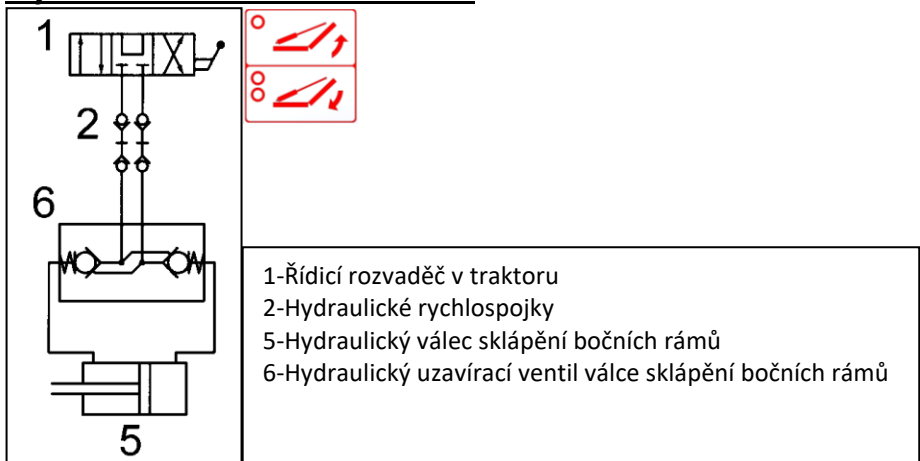 1
2
6
5
1-Řídicí rozvaděč v traktoru
2-Hydraulické rychlospojky
5-Hydraulický válec sklápění bočních rámů
6-Hydraulický uzavírací ventil válce sklápění bočních rámů